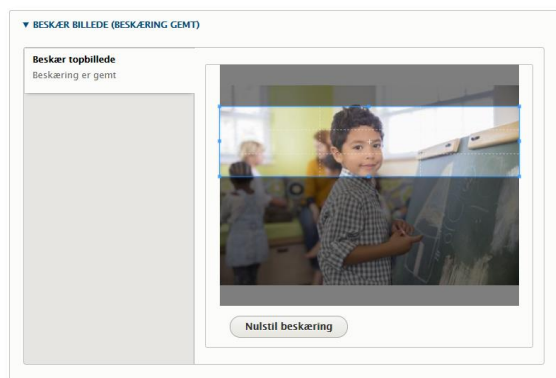 BESKÆR BILLEDE (BESKÆRING GEMT)
Beskær topbillede
Beskæring er gemt
Nulstil beskæring